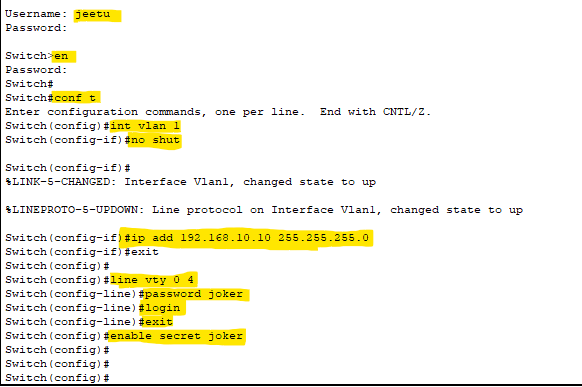 Username: jeetu
Password:
Switch>en
Password:
Switch#
Switch#conf t
Enter configuration commands, one per line.  End with CNTL/Z.
Switch(config)#int vlan 1
Switch(config-if)#no shut
Switch(config-if)#
%LINK-5-CHANGED: Interface Vlan1, changed state to up
%LINEPROTO-5-UPDOWN: Line protocol on Interface Vlan1, changed state to up
Switch(config-if)#ip add 192.168.10.10 255.255.255.0
Switch(config-if)#exit
Switch(config)#
Switch(config)#line vty 0 4
Switch(config-line)#password joker
Switch(config-line)#login
Switch(config-line)#exit
Switch(config)#enable secret joker
Switch(config)#
Switch(config)#
Switch(config)#